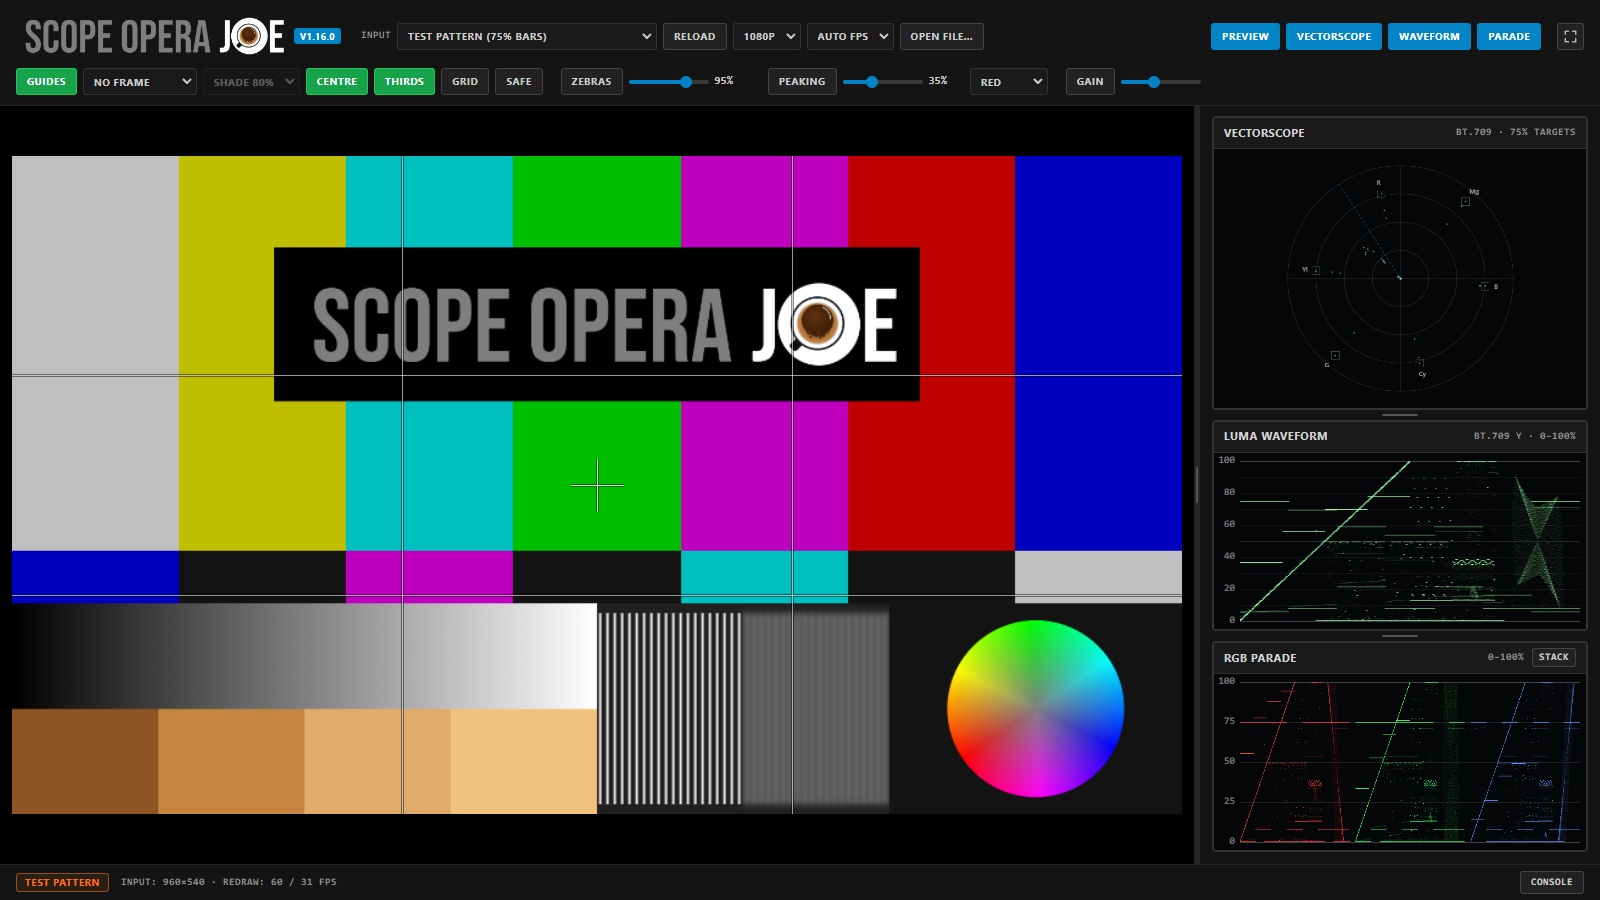 SCOPE OPERA JOE V1.16.0 INPUT TEST PATTERN (75% BARS) RELOAD 1080P AUTO FPS OPEN FILE... PREVIEW VECTORSCOPE WAVEFORM PARADE
GUIDES NO FRAME SHADE 80% CENTRE THIRDS GRID SAFE ZEBRAS 95% PEAKING 35% RED GAIN
SCOPE OPERA JOE
VECTORSCOPE BT.709 · 75% TARGETS
R
Mg
Yl
B
G
Cy
LUMA WAVEFORM BT.709 Y · 0–100%
100
80
60
40
20
0
RGB PARADE 0–100% STACK
100
75
50
25
0
TEST PATTERN INPUT: 960×540 · REDRAW: 60 / 31 FPS CONSOLE